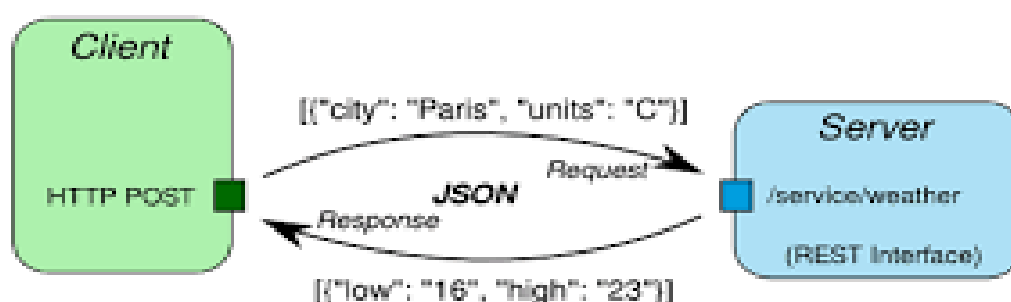 Client
[{"city": "Paris", "units": "C"}]
Server
Request
HTTP POST
JSON
/service/weather
Response
(REST Interface)
[{"low": "16", "high": "23"}]